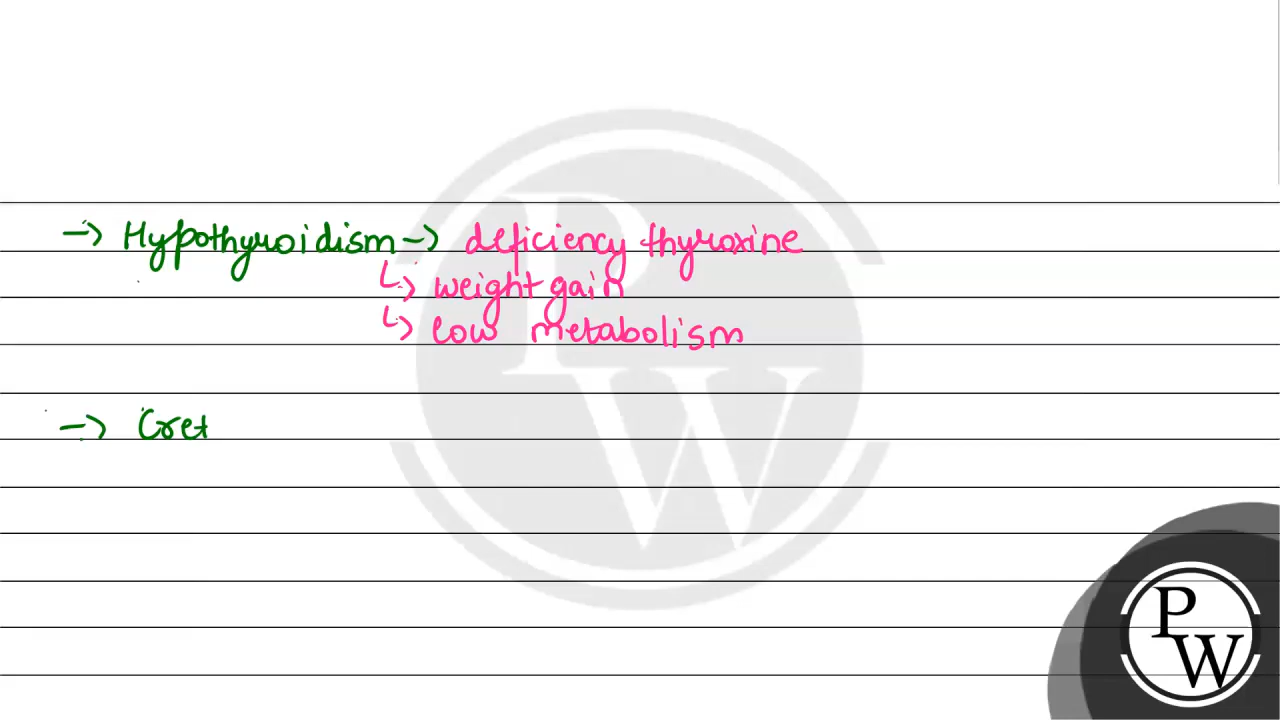 -> Hypothyroidism -> deficiency thyroxine
↳ weight gain
↳ low metabolism
-> Cret
P
W
P
W